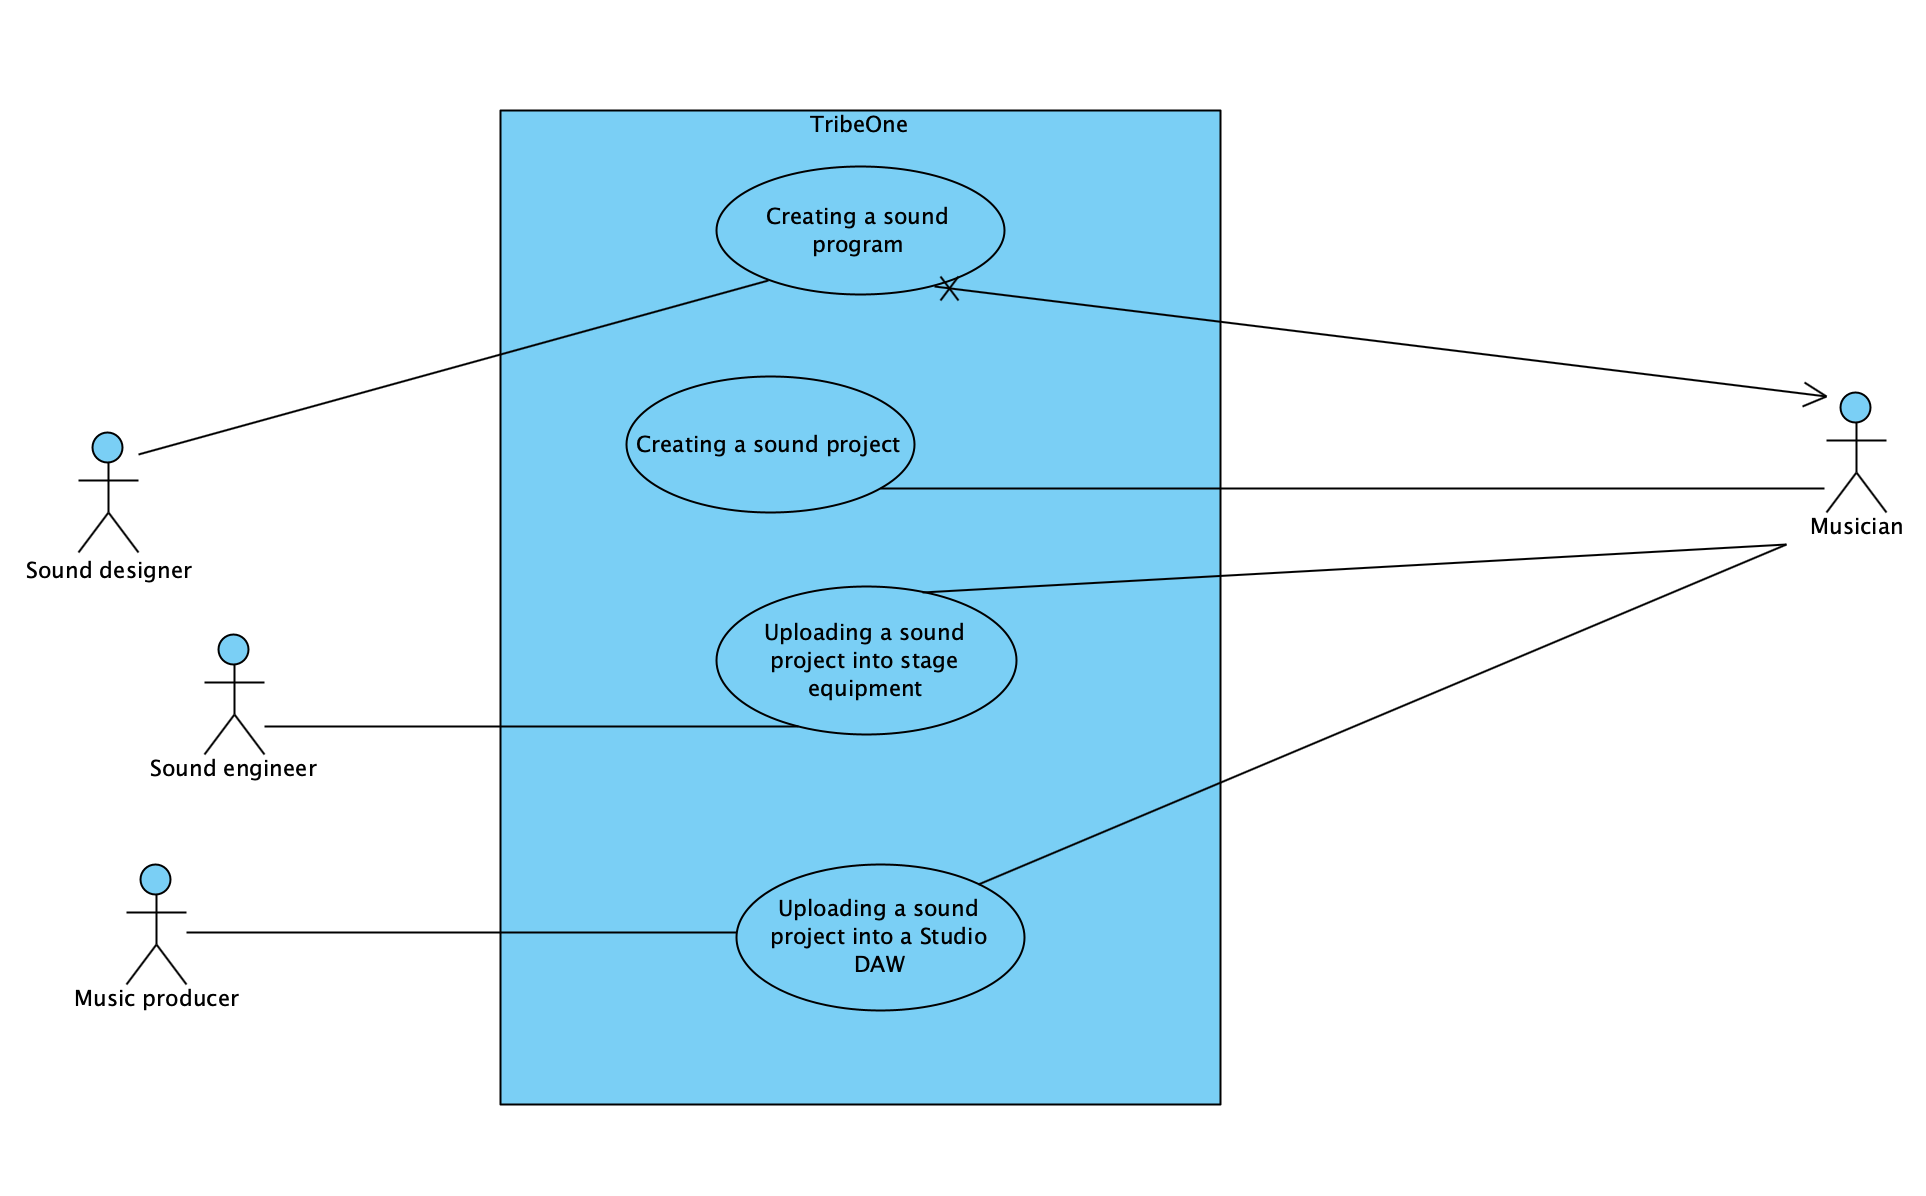 TribeOne
Creating a sound
program
Creating a sound project
Musician
Sound designer
Uploading a sound
project into stage
equipment
Sound engineer
Uploading a sound
project into a Studio
DAW
Music producer